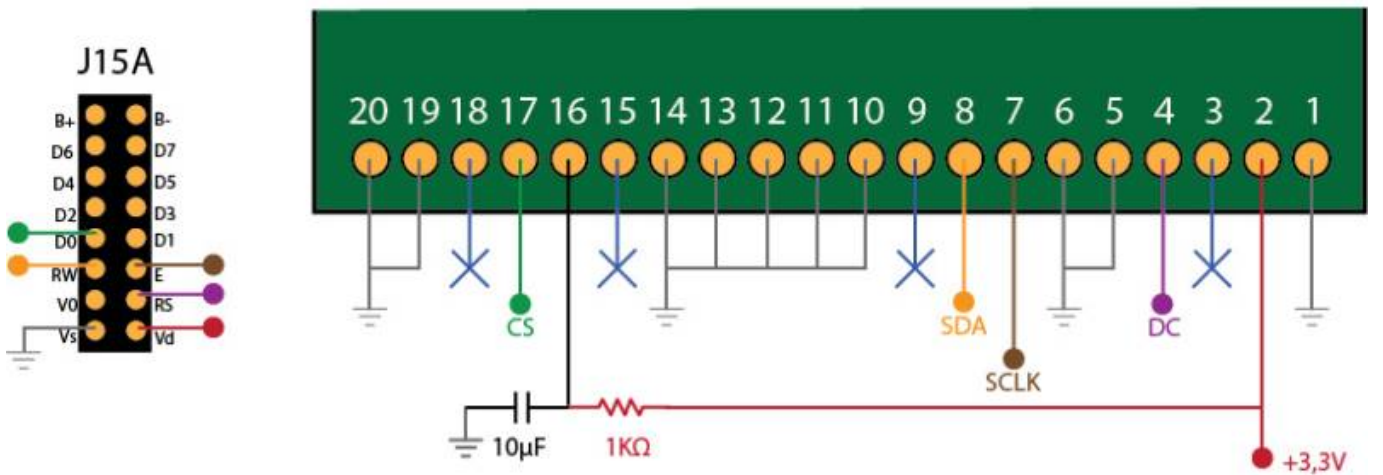 J15A
B+ B-
D6 D7
D4 D5
D2 D3
D0 D1
RW E
V0 RS
Vs Vd
20 19 18 17 16 15 14 13 12 11 10 9 8 7 6 5 4 3 2 1
CS
SDA
DC
SCLK
10µF
1KΩ
+3,3V